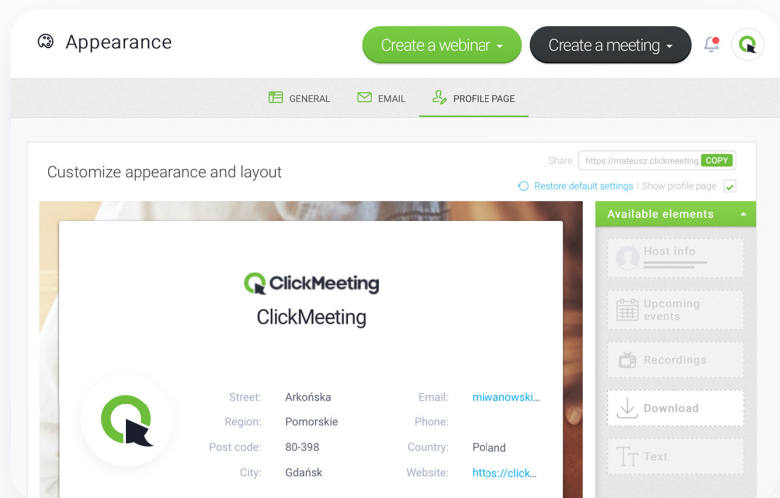 Appearance
Create a webinar
Create a meeting
GENERAL
EMAIL
PROFILE PAGE
Customize appearance and layout
Share
https://mateusz.clickmeeting.
COPY
Restore default settings | Show profile page
Available elements
Host info
Upcoming
events
Recordings
Download
Text
ClickMeeting
ClickMeeting
Street: Arkońska Email: miwanowski...
Region: Pomorskie Phone:
Post code: 80-398 Country: Poland
City: Gdańsk Website: https://click...